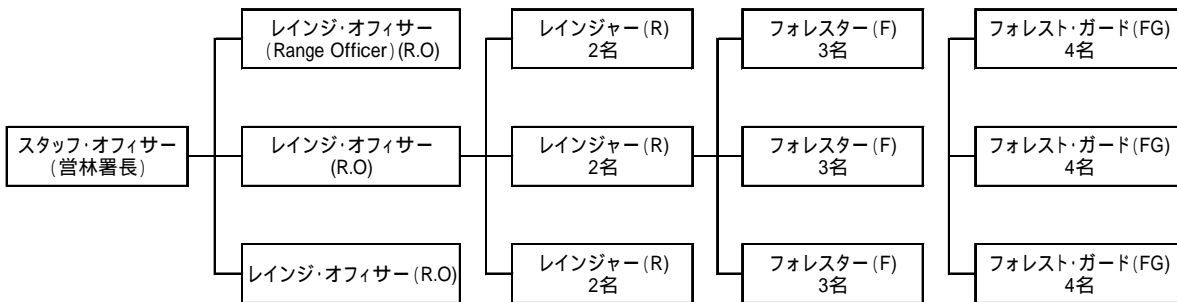 レインジ・オフィサー
(Range Officer)(R.O)
レインジャー(R)
2名
フォレスター(F)
3名
フォレスト・ガード(FG)
4名
スタッフ・オフィサー
(営林署長)
レインジ・オフィサー
(R.O)
レインジャー(R)
2名
フォレスター(F)
3名
フォレスト・ガード(FG)
4名
レインジ・オフィサー(R.O)
レインジャー(R)
2名
フォレスター(F)
3名
フォレスト・ガード(FG)
4名